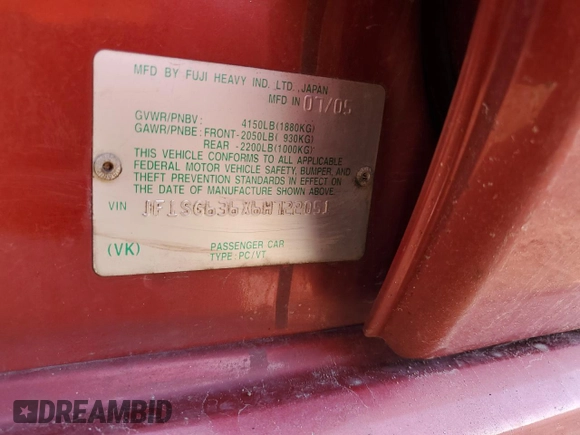 MFD BY FUJI HEAVY IND.,LTD.,JAPAN
MFD IN 07/05
GVWR/PNBV: 4150LB(1880KG)
GAWR/PNBE: FRONT-2050LB( 930KG)
REAR -2200LB(1000KG)
THIS VEHICLE CONFORMS TO ALL APPLICABLE
FEDERAL MOTOR VEHICLE SAFETY, BUMPER, AND
THEFT PREVENTION STANDARDS IN EFFECT ON
THE DATE OF MANUFACTURE SHOWN ABOVE.
VIN
(VK) PASSENGER CAR
TYPE:PC/VT
DREAMBID